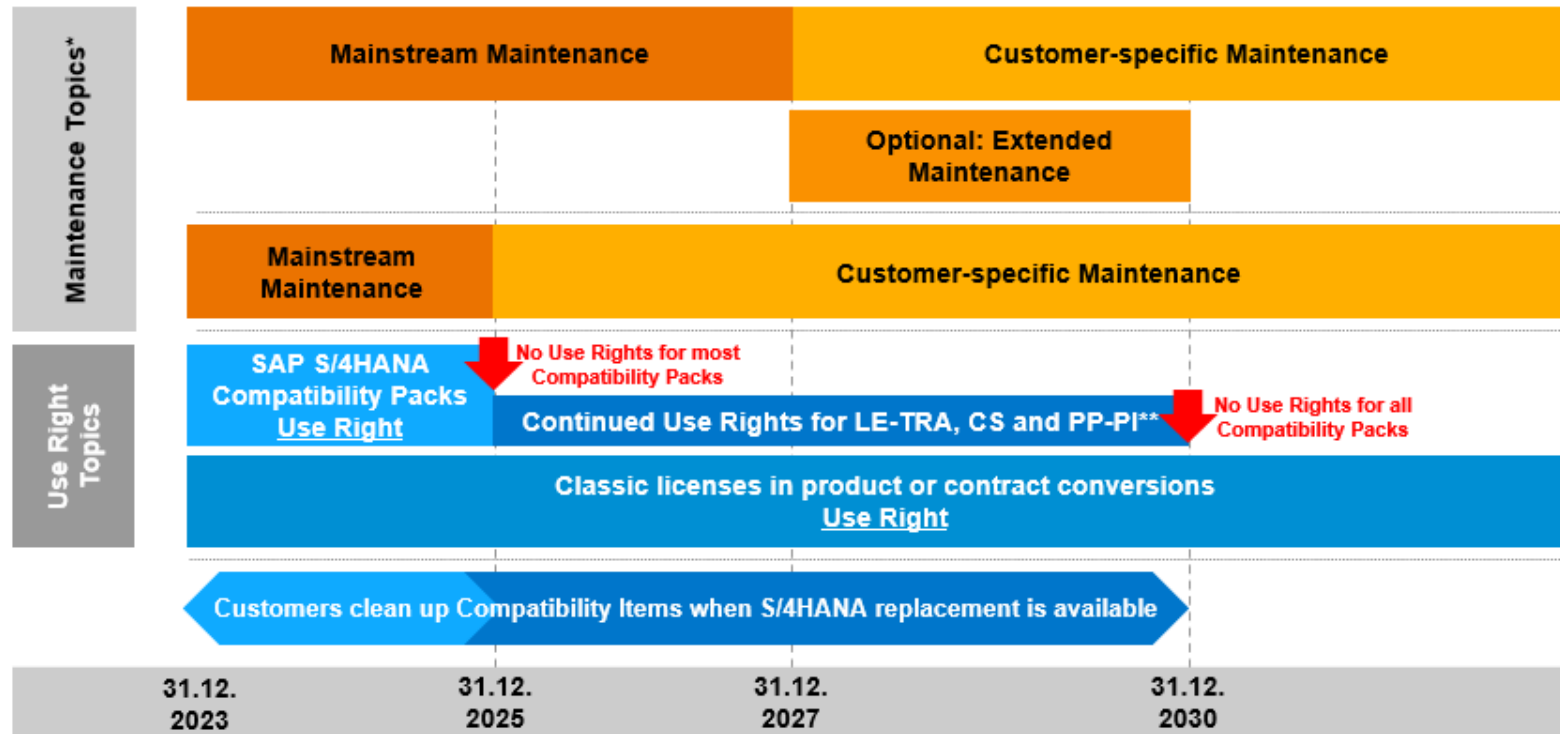 Maintenance Topics*
Mainstream Maintenance
Customer-specific Maintenance
Optional: Extended
Maintenance
Mainstream
Maintenance
Customer-specific Maintenance
Use Right
Topics
SAP S/4HANA
Compatibility Packs
Use Right
No Use Rights for most
Compatibility Packs
Continued Use Rights for LE-TRA, CS and PP-PI**
No Use Rights for all
Compatibility Packs
Classic licenses in product or contract conversions
Use Right
Customers clean up Compatibility Items when S/4HANA replacement is available
31.12.
2023
31.12.
2025
31.12.
2027
31.12.
2030